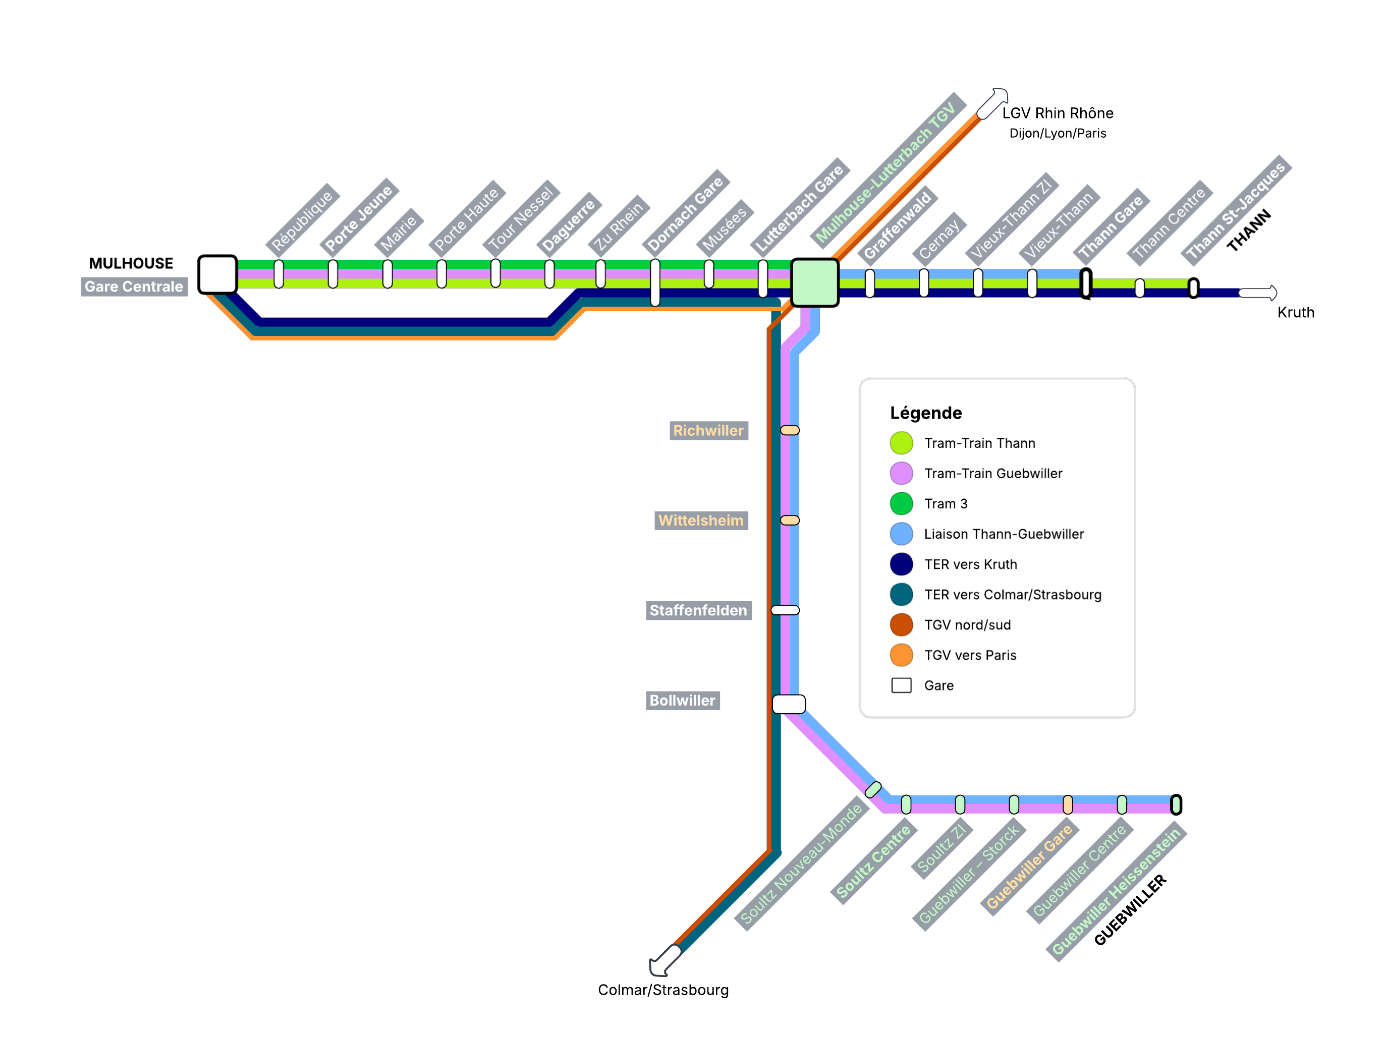 LGV Rhin Rhône
Dijon/Lyon/Paris
MULHOUSE
Gare Centrale
République
Porte Jeune
Mairie
Porte Haute
Tour Nessel
Daguerre
Zu Rhein
Dornach Gare
Musées
Lutterbach Gare
Mulhouse-Lutterbach TGV
Graffenwald
Cernay
Vieux-Thann ZI
Vieux-Thann
Thann Gare
Thann Centre
Thann St-Jacques
THANN
Kruth
Richwiller
Wittelsheim
Staffenfelden
Bollwiller
Légende
Tram-Train Thann
Tram-Train Guebwiller
Tram 3
Liaison Thann-Guebwiller
TER vers Kruth
TER vers Colmar/Strasbourg
TGV nord/sud
TGV vers Paris
Gare
Soultz Nouveau-Monde
Soultz Centre
Soultz ZI
Guebwiller – Storck
Guebwiller Gare
Guebwiller Centre
Guebwiller Heissenstein
GUEBWILLER
Colmar/Strasbourg